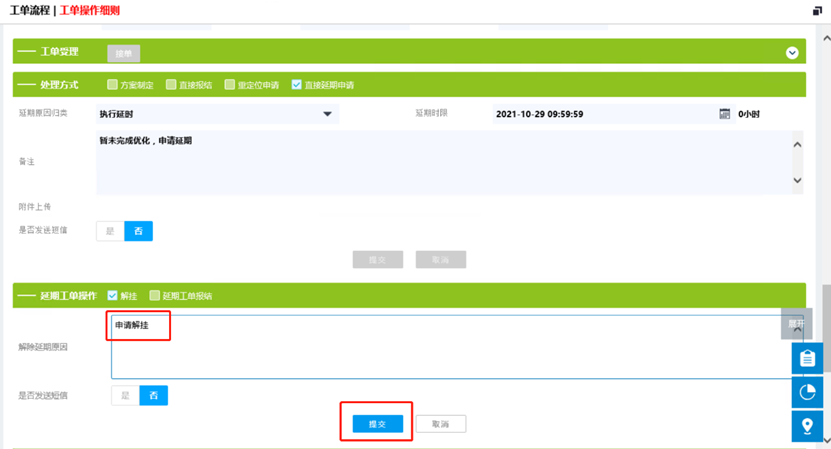 工单流程 | 工单操作细则
工单受理 接单
处理方式 方案制定 直接报结 重定位申请 直接延期申请
延期原因归类 执行延时 延期时限 2021-10-29 09:59:59 0小时
暂未完成优化，申请延期
备注
附件上传
是否发送短信 是 否
提交 取消
延期工单操作 解挂 延期工单报结
申请解挂
展开
解除延期原因
是否发送短信 是 否
提交 取消